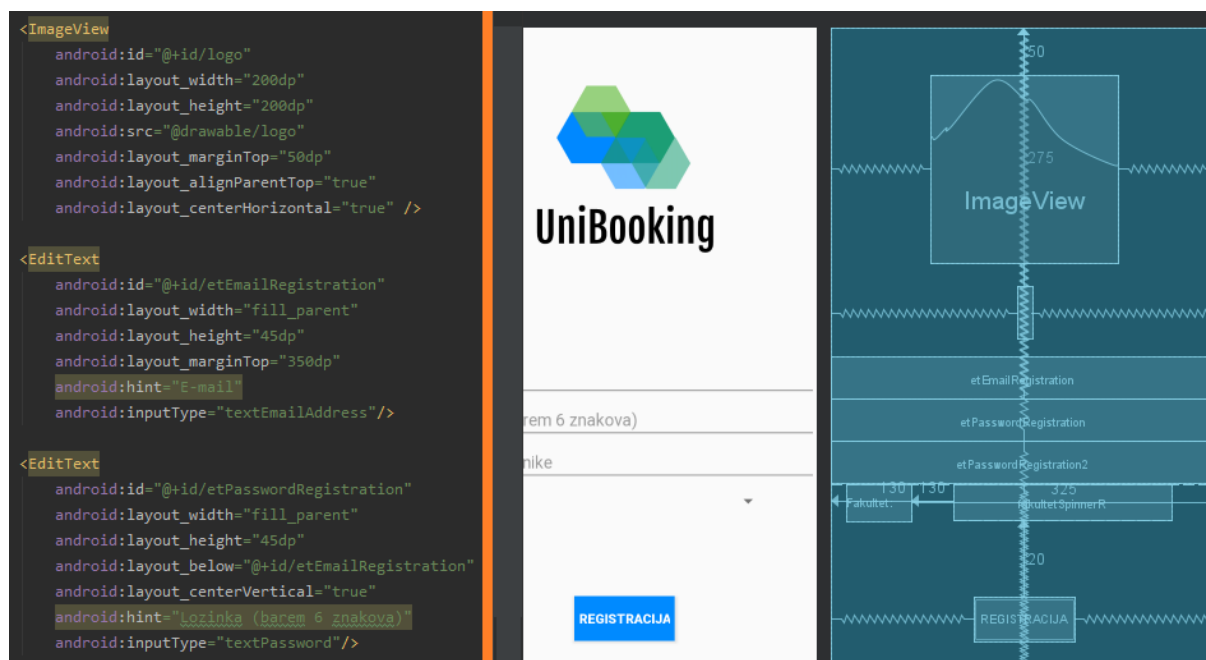 <ImageView
android:id="@+id/logo"
android:layout_width="200dp"
android:layout_height="200dp"
android:src="@drawable/logo"
android:layout_marginTop="50dp"
android:layout_alignParentTop="true"
android:layout_centerHorizontal="true" />
<EditText
android:id="@+id/etEmailRegistration"
android:layout_width="fill_parent"
android:layout_height="45dp"
android:layout_marginTop="350dp"
android:hint="E-mail"
android:inputType="textEmailAddress"/>
<EditText
android:id="@+id/etPasswordRegistration"
android:layout_width="fill_parent"
android:layout_height="45dp"
android:layout_below="@+id/etEmailRegistration"
android:layout_centerVertical="true"
android:hint="Lozinka (barem 6 znakova)"
android:inputType="textPassword"/>
UniBooking
rem 6 znakova)
nike
REGISTRACIJA
50
275
ImageView
etEmailRegistration
etPasswordRegistration
etPasswordRegistration2
130 130 325
Fakultet.
20
REGISTRACIJA